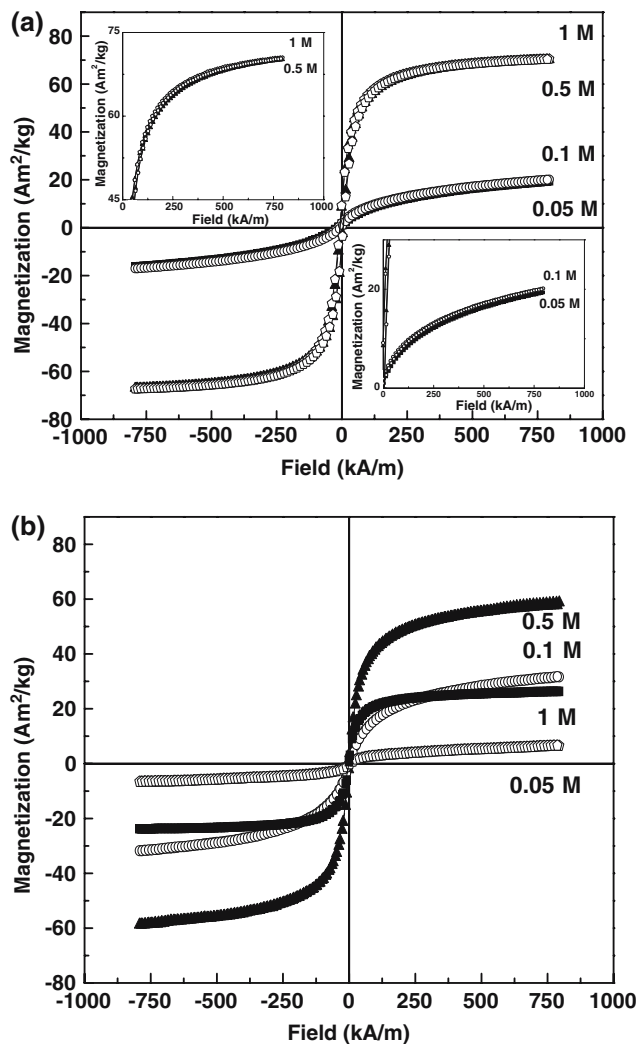 (a)
80
60
40
20
0
-20
-40
-60
-80
Magnetization (Am²/kg)
-1000 -750 -500 -250 0 250 500 750 1000
Field (kA/m)
1 M
0.5 M
0.1 M
0.05 M
75
60
45
Magnetization (Am²/kg)
1 M
0.5 M
0 250 500 750 1000
Field (kA/m)
20
0
Magnetization (Am²/kg)
0.1 M
0.05 M
0 250 500 750 1000
Field (kA/m)
(b)
80
60
40
20
0
-20
-40
-60
-80
Magnetization (Am²/kg)
0.5 M
0.1 M
1 M
0.05 M
-1000 -750 -500 -250 0 250 500 750 1000
Field (kA/m)